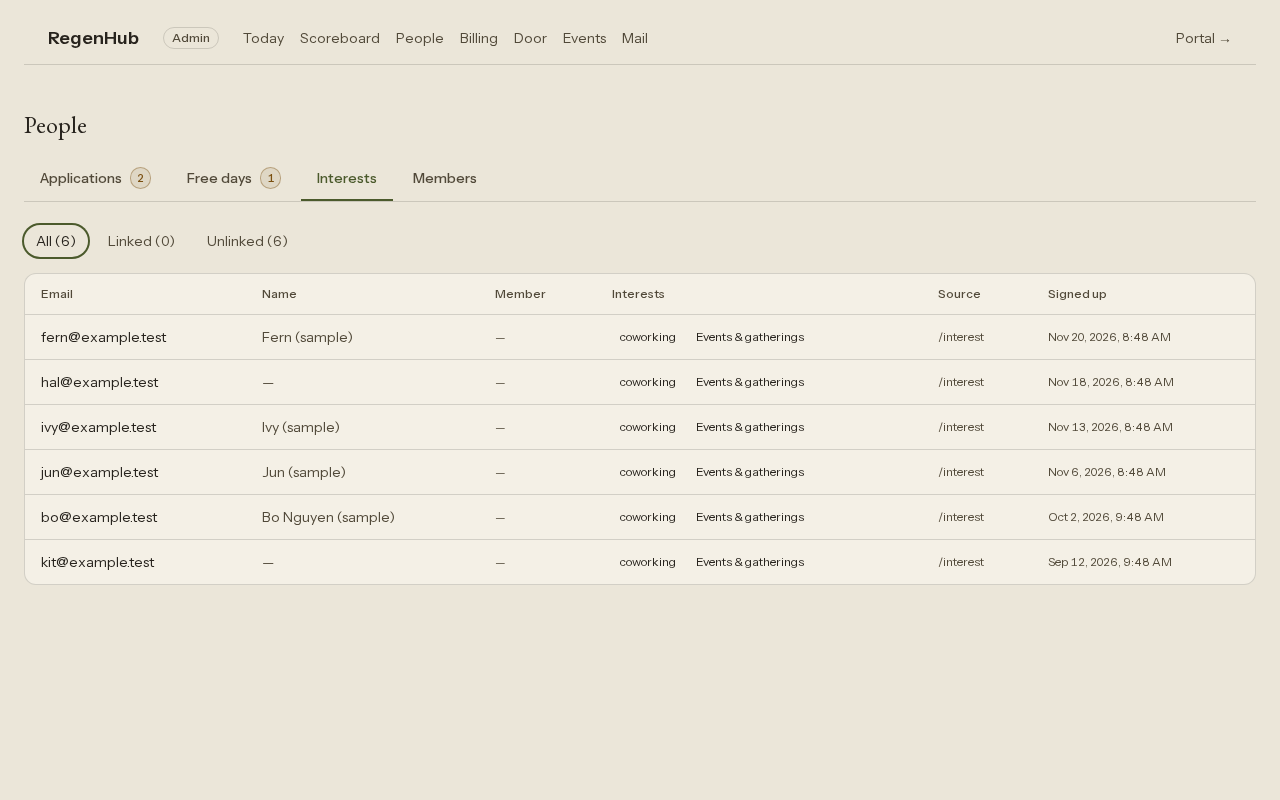 RegenHub Admin Today Scoreboard People Billing Door Events Mail Portal →
People
Applications 2 Free days 1 Interests Members
All (6) Linked (0) Unlinked (6)
Email Name Member Interests Source Signed up
fern@example.test Fern (sample) — coworking Events & gatherings /interest Nov 20, 2026, 8:48 AM
hal@example.test — — coworking Events & gatherings /interest Nov 18, 2026, 8:48 AM
ivy@example.test Ivy (sample) — coworking Events & gatherings /interest Nov 13, 2026, 8:48 AM
jun@example.test Jun (sample) — coworking Events & gatherings /interest Nov 6, 2026, 8:48 AM
bo@example.test Bo Nguyen (sample) — coworking Events & gatherings /interest Oct 2, 2026, 9:48 AM
kit@example.test — — coworking Events & gatherings /interest Sep 12, 2026, 9:48 AM